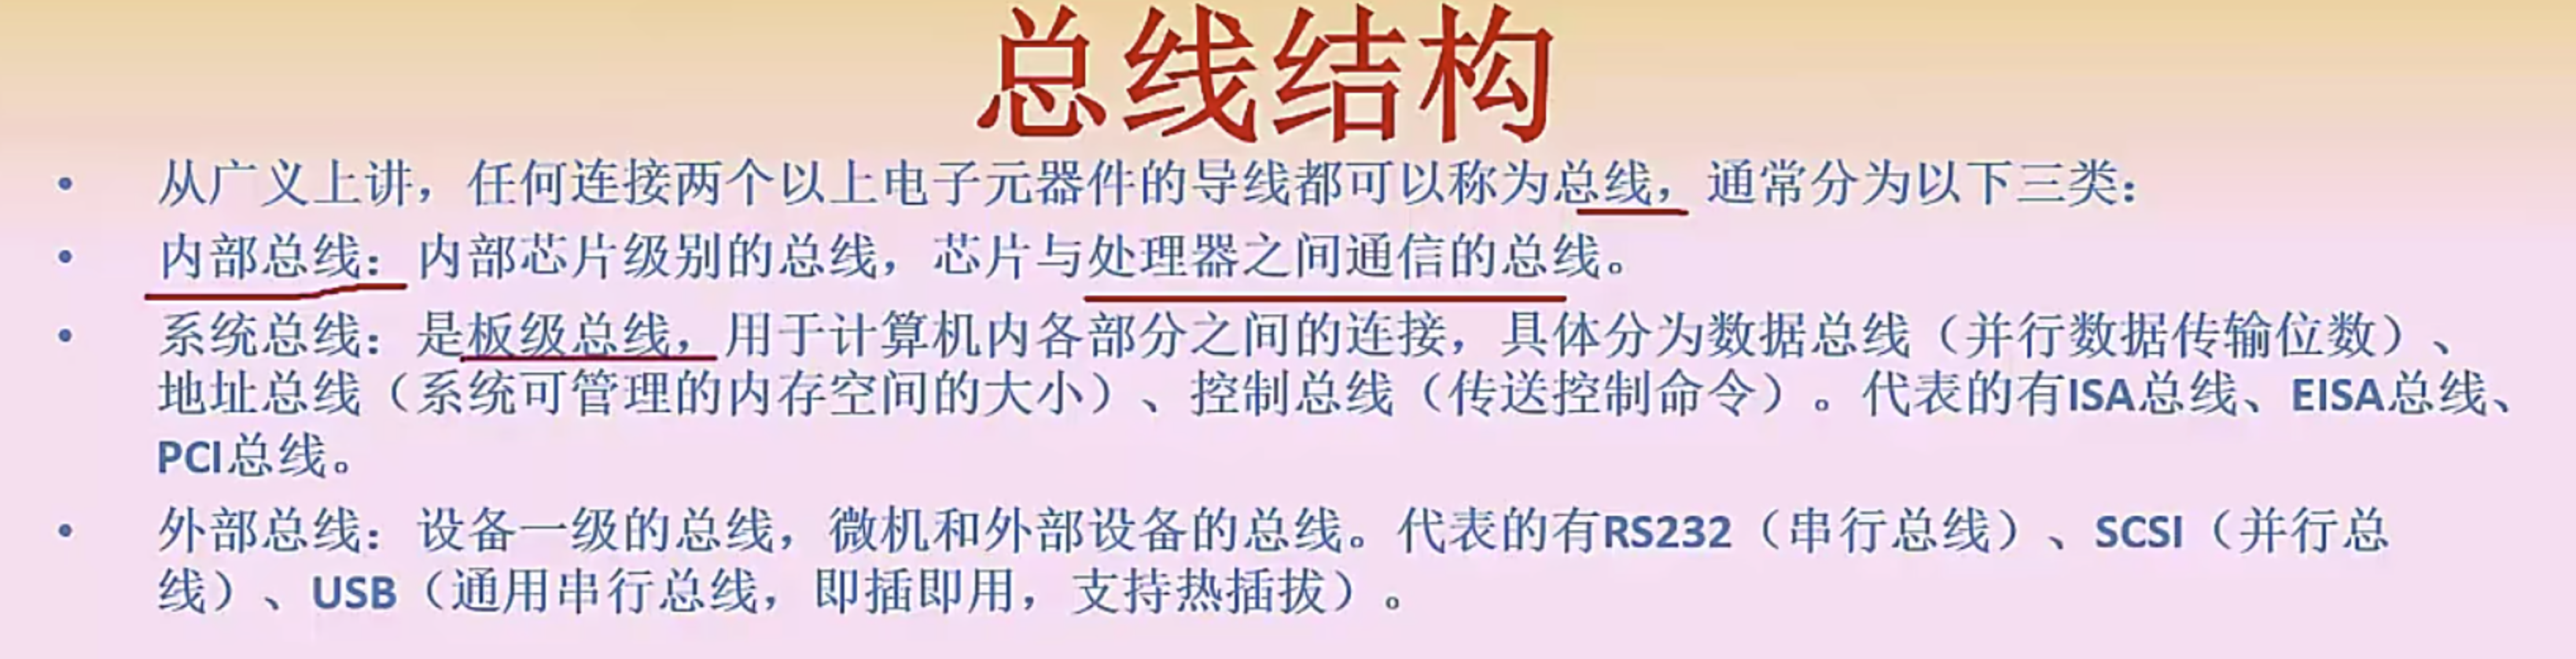 总线结构
• 从广义上讲，任何连接两个以上电子元器件的导线都可以称为总线，通常分为以下三类：
• 内部总线：内部芯片级别的总线，芯片与处理器之间通信的总线。
• 系统总线：是板级总线，用于计算机内各部分之间的连接，具体分为数据总线（并行数据传输位数）、
地址总线（系统可管理的内存空间的大小）、控制总线（传送控制命令）。代表的有ISA总线、EISA总线、
PCI总线。
• 外部总线：设备一级的总线，微机和外部设备的总线。代表的有RS232（串行总线）、SCSI（并行总
线）、USB（通用串行总线，即插即用，支持热插拔）。